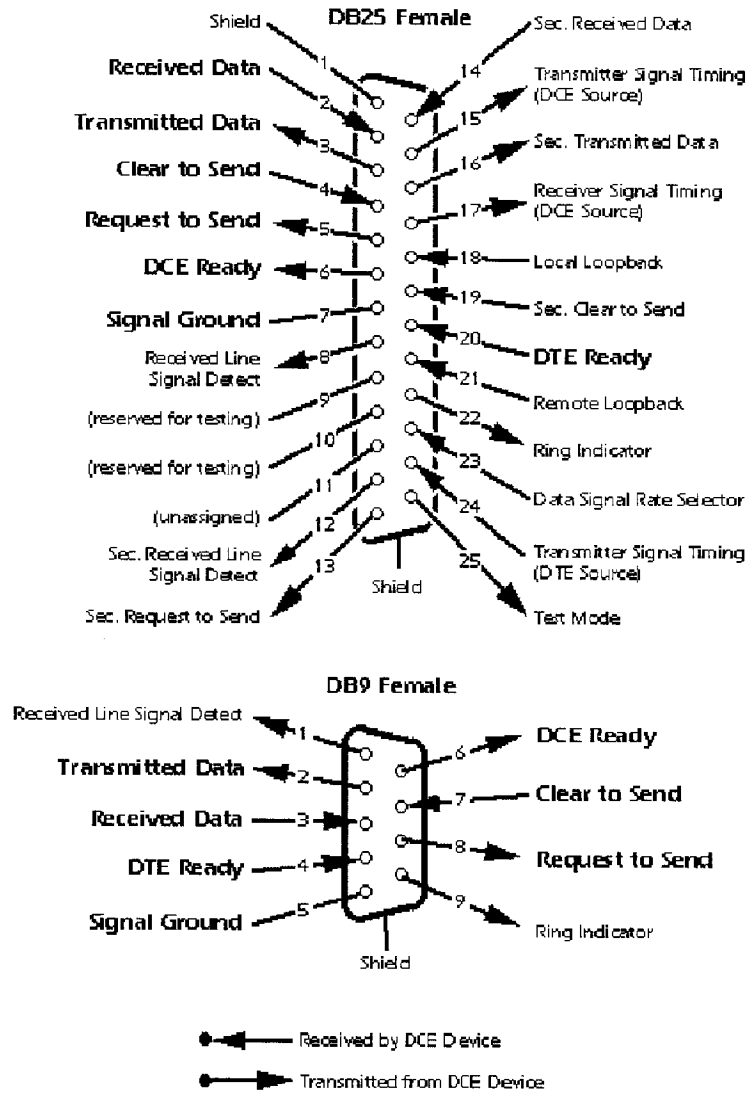 DB25 Female
Shield
Received Data
Transmitted Data
Clear to Send
Request to Send
DCE Ready
Signal Ground
Received Line
Signal Detect
(reserved for testing)
(reserved for testing)
(unassigned)
Sec. Received Line
Signal Detect
Sec. Request to Send
1
2
3
4
5
6
7
8
9
10
11
12
13
14
15
16
17
18
19
20
21
22
23
24
25
Sec. Received Data
Transmitter Signal Timing
(DCE Source)
Sec. Transmitted Data
Receiver Signal Timing
(DCE Source)
Local Loopback
Sec. Clear to Send
DTE Ready
Remote Loopback
Ring Indicator
Data Signal Rate Selector
Transmitter Signal Timing
(DTE Source)
Test Mode
Shield
DB9 Female
Received Line Signal Detect
Transmitted Data
Received Data
DTE Ready
Signal Ground
1
2
3
4
5
6
7
8
9
DCE Ready
Clear to Send
Request to Send
Ring Indicator
Shield
Received by DCE Device
Transmitted from DCE Device